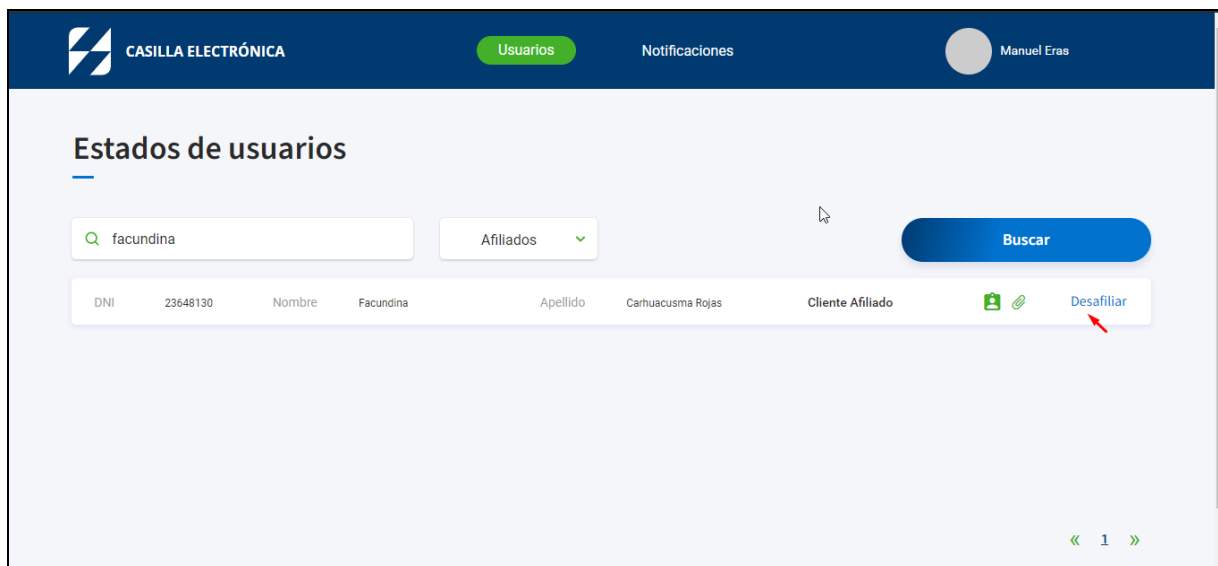 CASILLA ELECTRÓNICA Usuarios Notificaciones Manuel Eras
Estados de usuarios
facundina Afiliados Buscar
DNI 23648130 Nombre Facundina Apellido Carhuacusma Rojas Cliente Afiliado Desafiliar
« 1 »